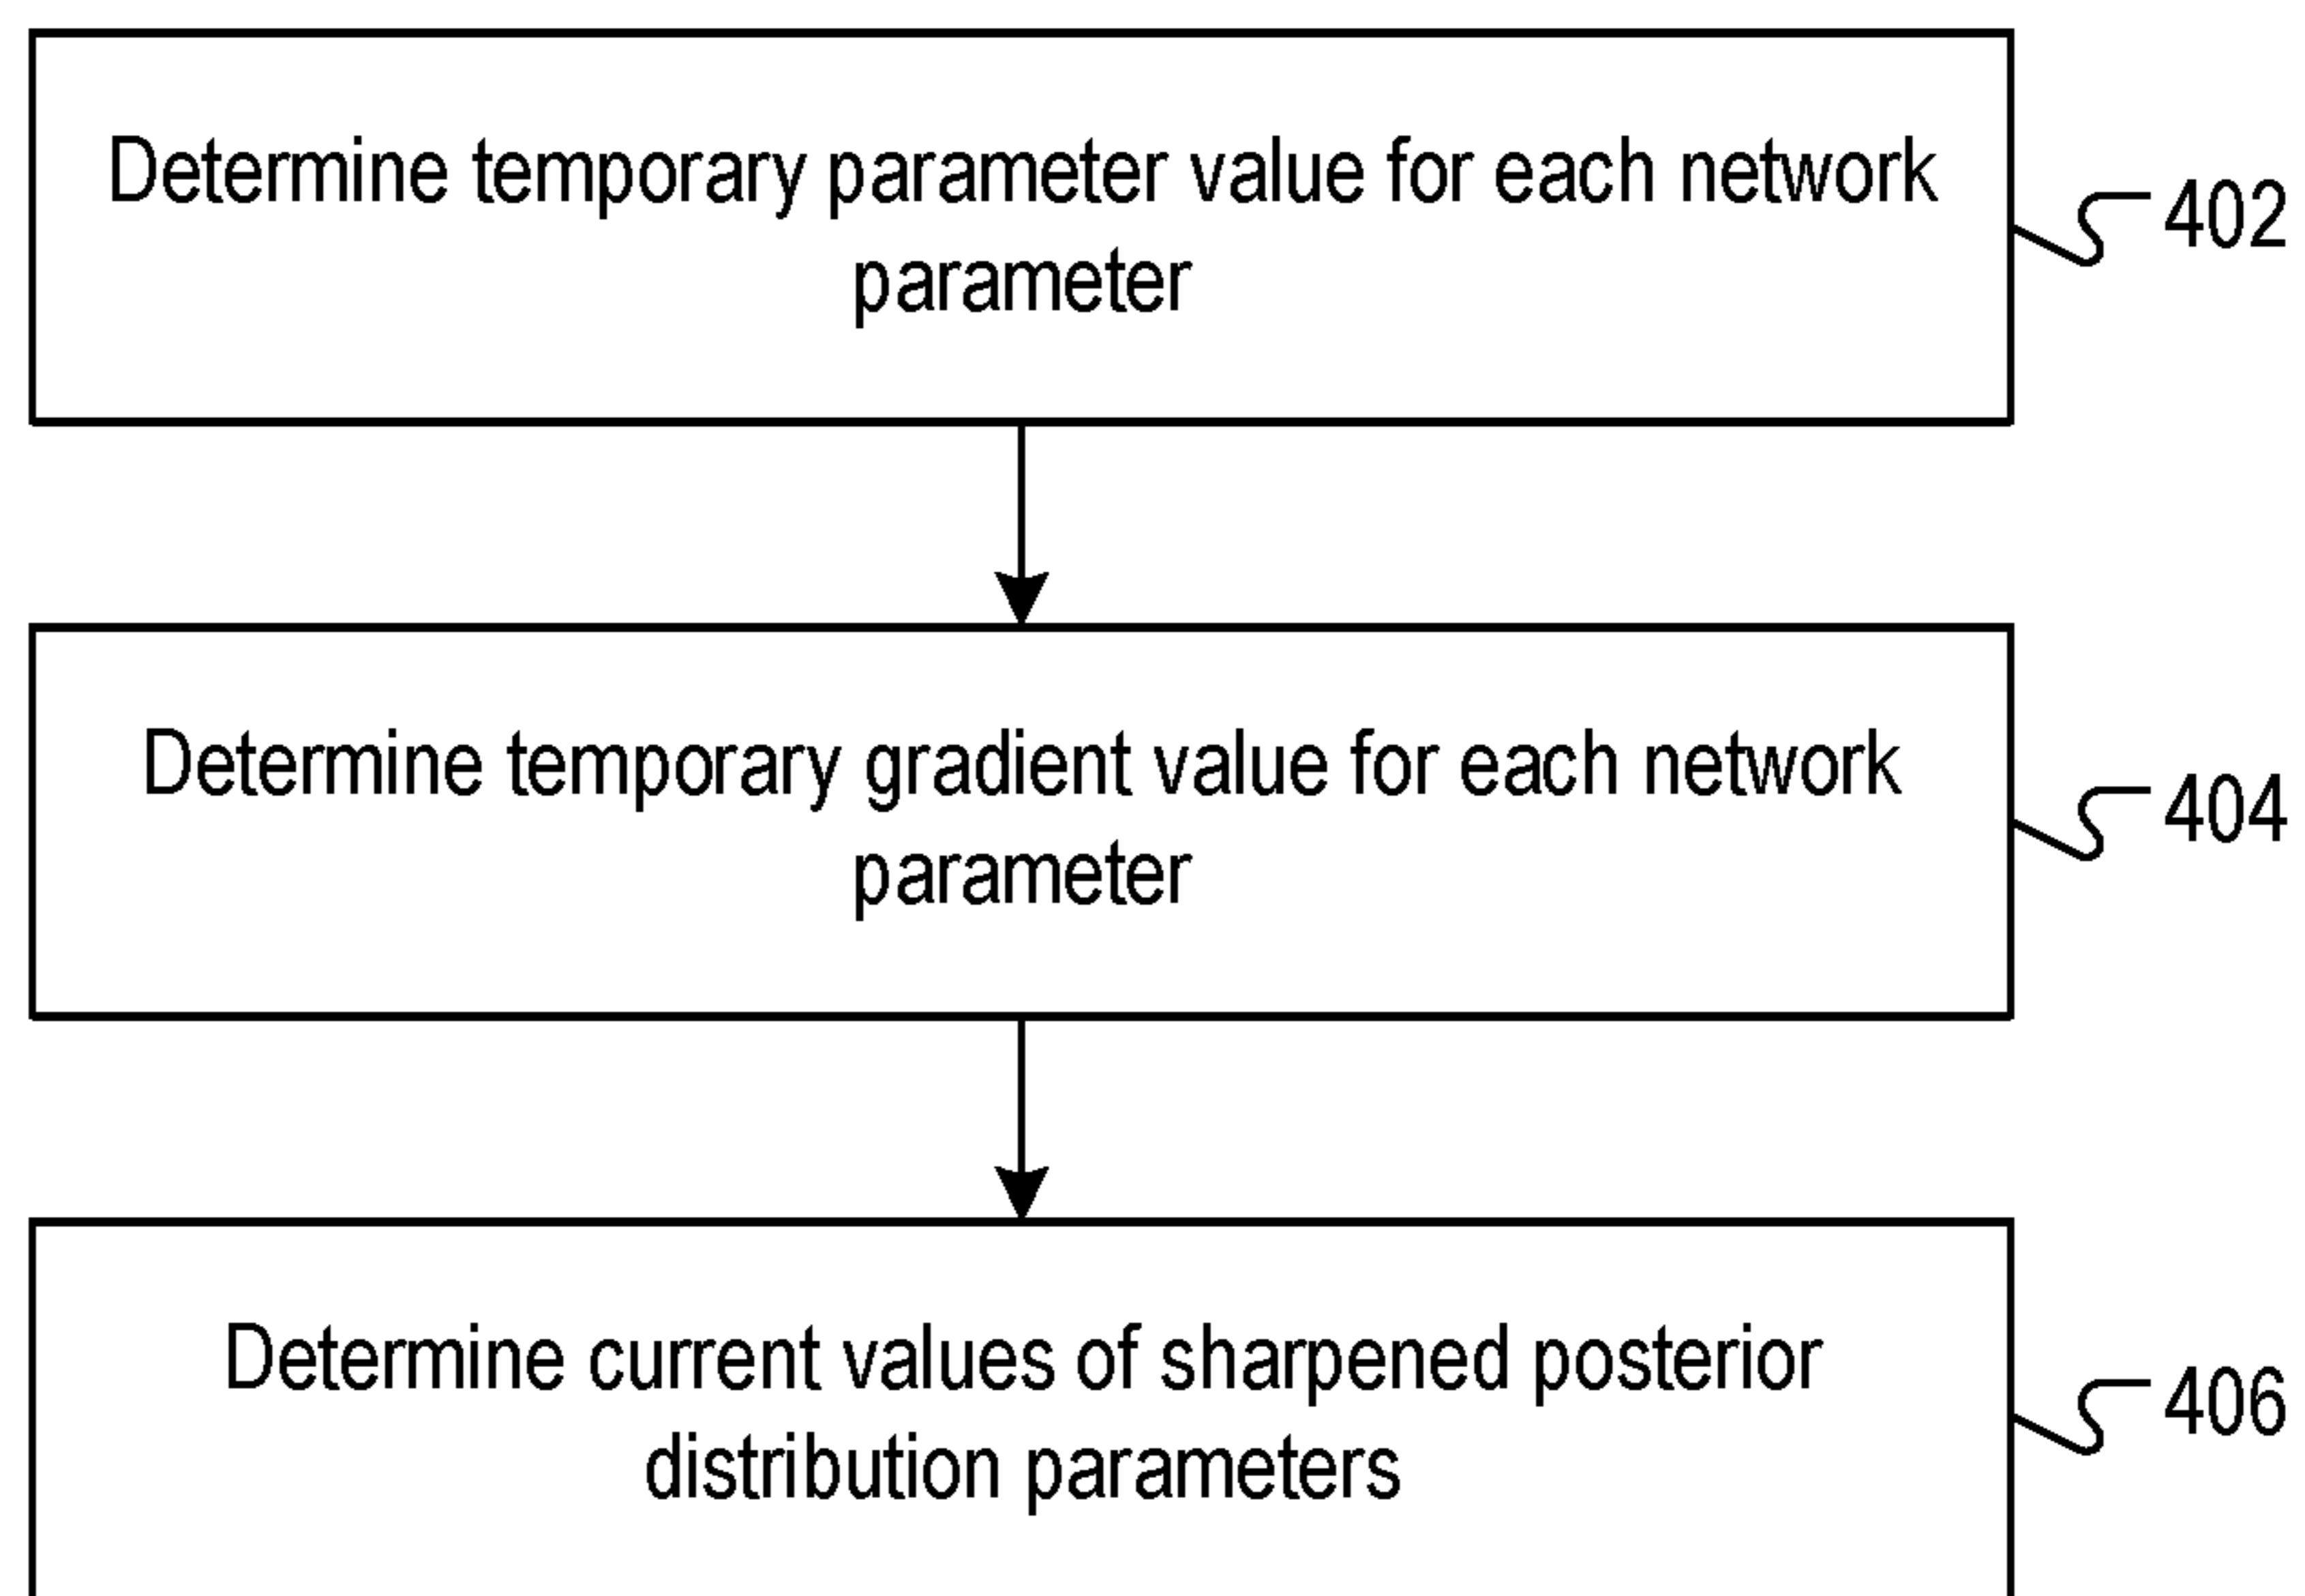 Determine temporary parameter value for each network
parameter
402
Determine temporary gradient value for each network
parameter
404
Determine current values of sharpened posterior
distribution parameters
406